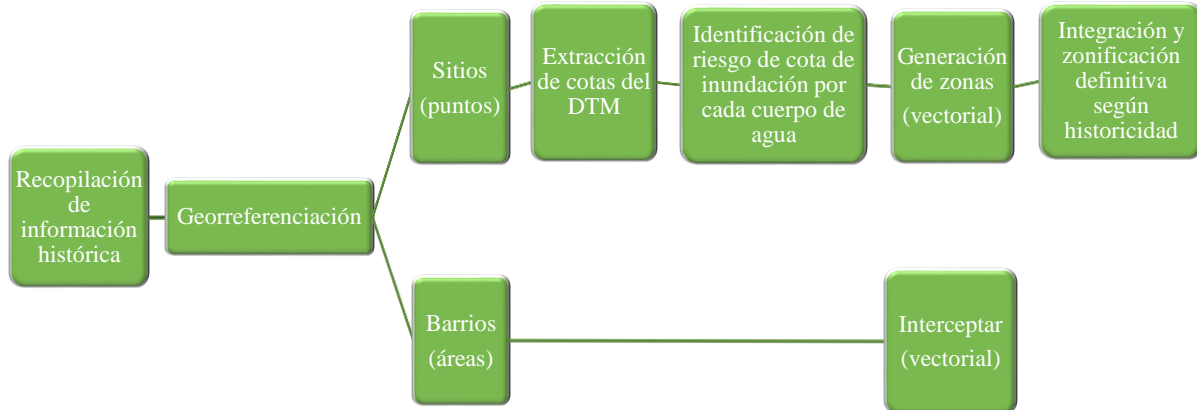 Recopilación
de
información
histórica
Georreferenciación
Sitios
(puntos)
Extracción
de cotas del
DTM
Identificación de
riesgo de cota de
inundación por
cada cuerpo de
agua
Generación
de zonas
(vectorial)
Integración y
zonificación
definitiva
según
historicidad
Barrios
(áreas)
Interceptar
(vectorial)